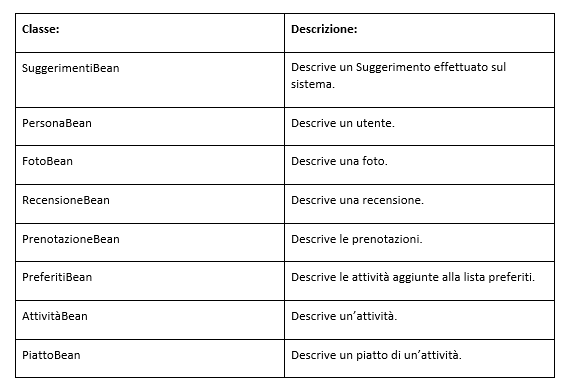 Classe: Descrizione:
SuggerimentiBean Descrive un Suggerimento effettuato sul
sistema.
PersonaBean Descrive un utente.
FotoBean Descrive una foto.
RecensioneBean Descrive una recensione.
PrenotazioneBean Descrive le prenotazioni.
PreferitiBean Descrive le attività aggiunte alla lista preferiti.
AttivitàBean Descrive un’attività.
PiattoBean Descrive un piatto di un’attività.